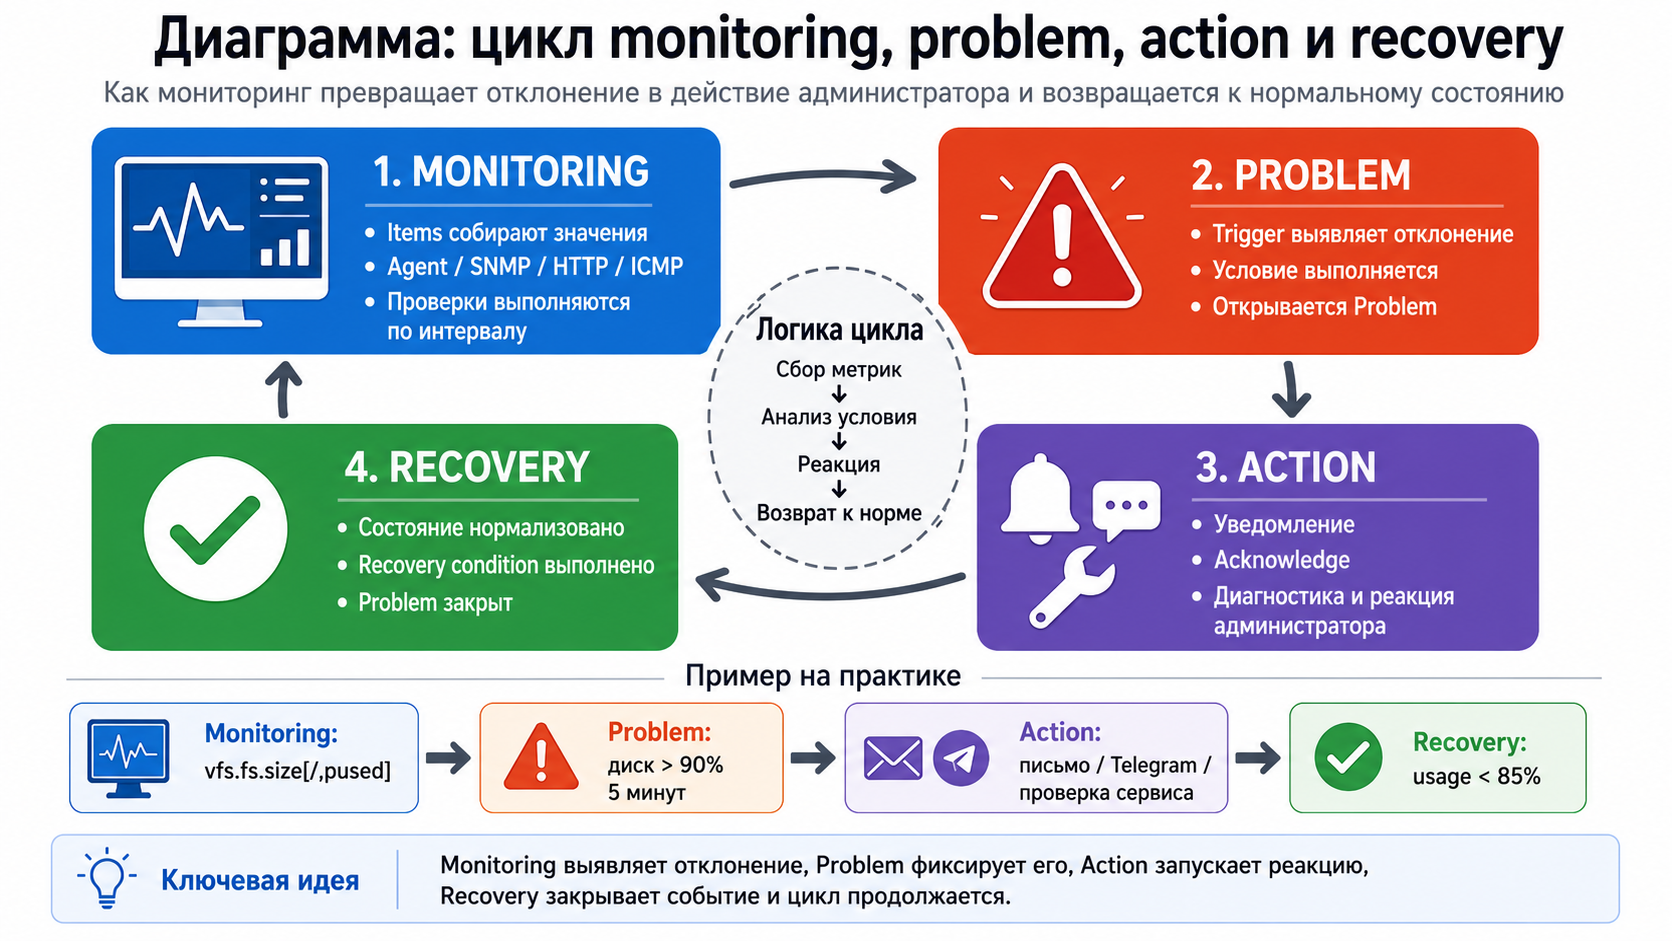 Диаграмма: цикл monitoring, problem, action и recovery
Как мониторинг превращает отклонение в действие администратора и возвращается к нормальному состоянию
1. MONITORING
• Items собирают значения
• Agent / SNMP / HTTP / ICMP
• Проверки выполняются
по интервалу
2. PROBLEM
• Trigger выявляет отклонение
• Условие выполняется
• Открывается Problem
Логика цикла
Сбор метрик
↓
Анализ условия
↓
Реакция
↓
Возврат к норме
3. ACTION
• Уведомление
• Acknowledge
• Диагностика и реакция
администратора
4. RECOVERY
• Состояние нормализовано
• Recovery condition выполнено
• Problem закрыт
Пример на практике
Monitoring:
vfs.fs.size[/,pused]
Problem:
диск > 90%
5 минут
Action:
письмо / Telegram /
проверка сервиса
Recovery:
usage < 85%
Ключевая идея
Monitoring выявляет отклонение, Problem фиксирует его, Action запускает реакцию,
Recovery закрывает событие и цикл продолжается.